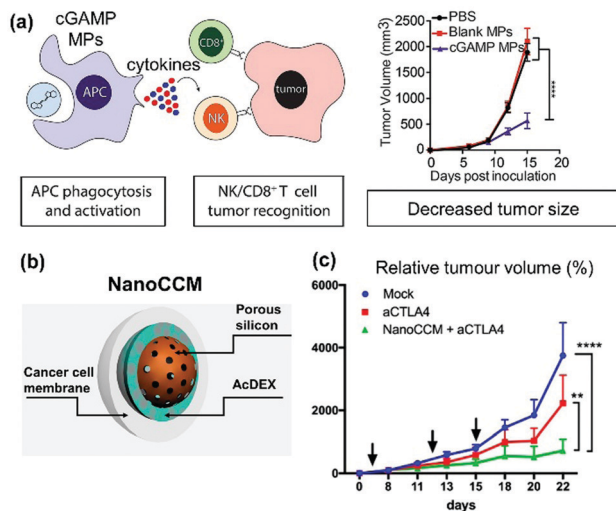 (a)
cGAMP
MPs
APC
cytokines
CD8+
NK
tumor
APC phagocytosis
and activation
NK/CD8+ T cell
tumor recognition
Tumor Volume (mm3)
2500
2000
1500
1000
500
0
PBS
Blank MPs
cGAMP MPs
****
0 5 10 15 20
Days post inoculation
Decreased tumor size
(b)
NanoCCM
Porous
silicon
Cancer cell
membrane
AcDEX
(c)
Relative tumour volume (%)
6000
4000
2000
0
Mock
aCTLA4
NanoCCM + aCTLA4
****
**
0 8 11 13 15 18 20 22
days